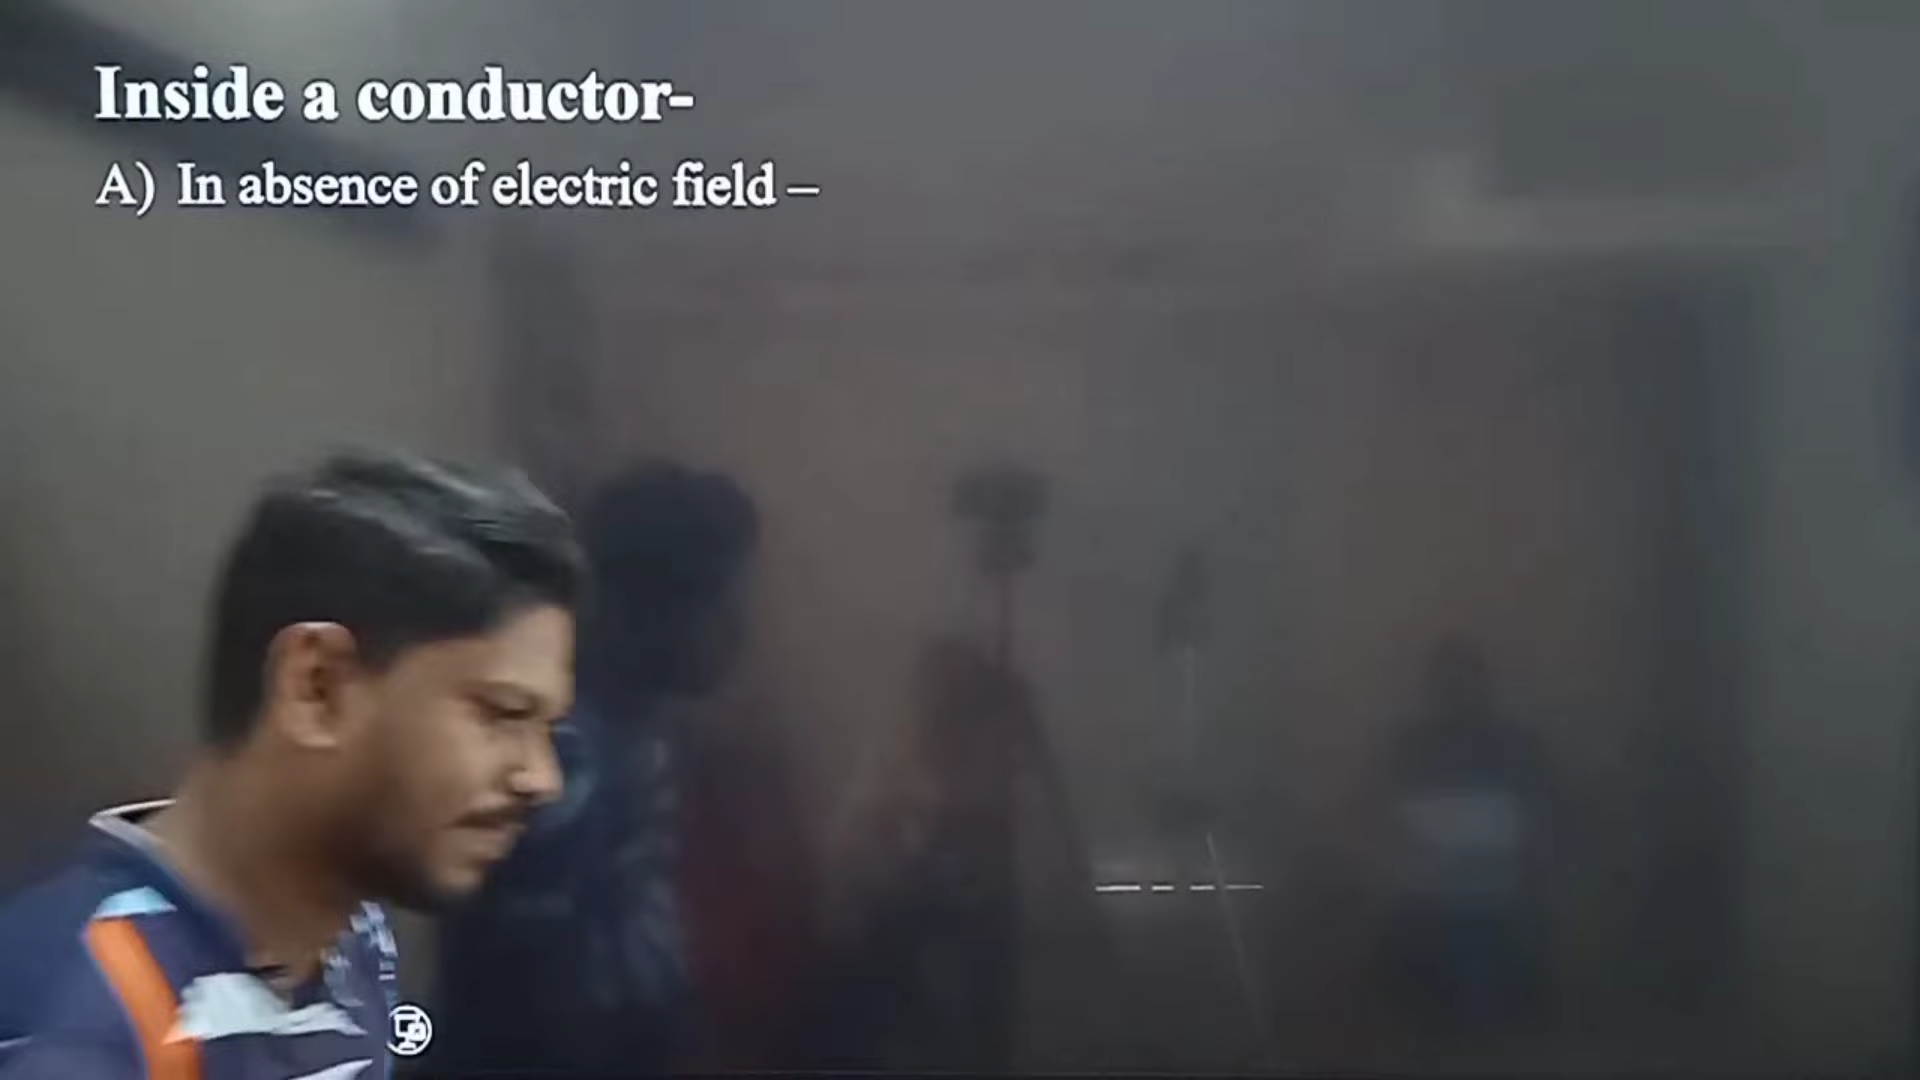 Inside a conductor-
A) In absence of electric field –